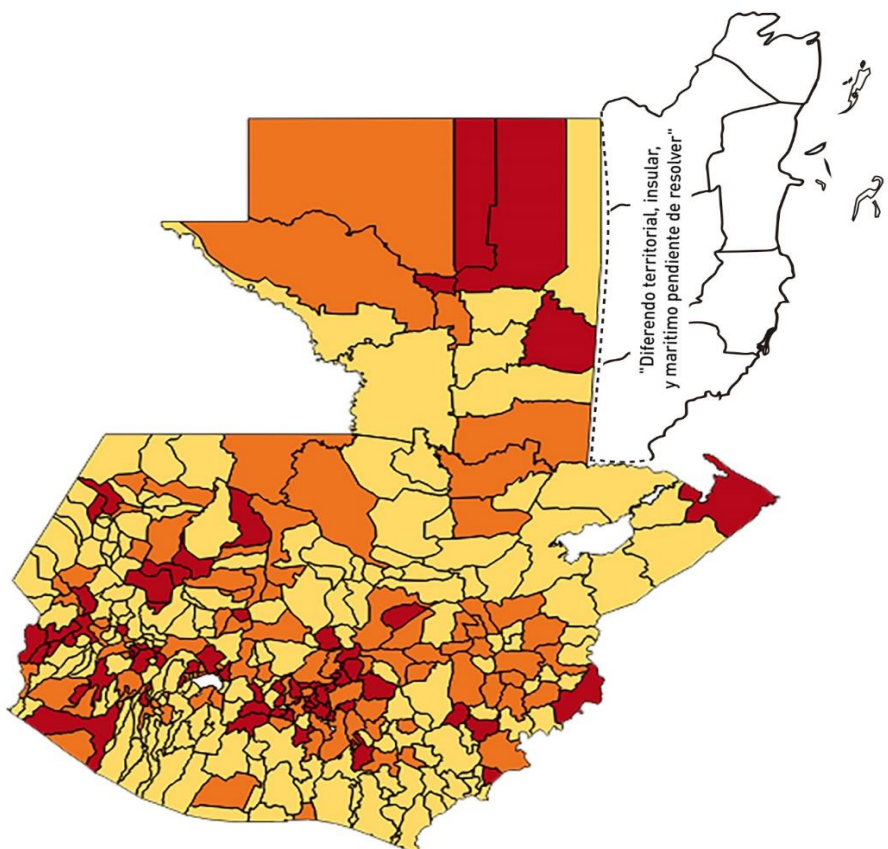 "Diferendo territorial, insular,
y marítimo pendiente de resolver"